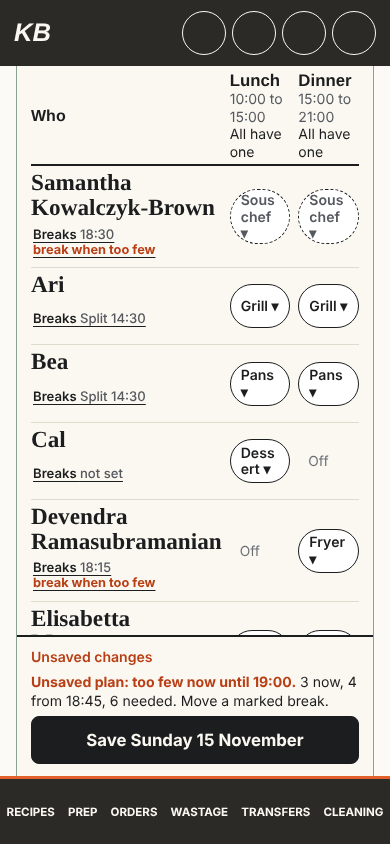 KB
Who
Lunch
10:00 to
15:00
All have
one
Dinner
15:00 to
21:00
All have
one
Samantha
Kowalczyk-Brown
Breaks 18:30
break when too few
Sous
chef
▾
Sous
chef
▾
Ari
Breaks Split 14:30
Grill ▾
Grill ▾
Bea
Breaks Split 14:30
Pans
▾
Pans
▾
Cal
Breaks not set
Dess
ert ▾
Off
Devendra
Ramasubramanian
Breaks 18:15
break when too few
Off
Fryer
▾
Elisabetta
Unsaved changes
Unsaved plan: too few now until 19:00. 3 now, 4
from 18:45, 6 needed. Move a marked break.
Save Sunday 15 November
RECIPES PREP ORDERS WASTAGE TRANSFERS CLEANING